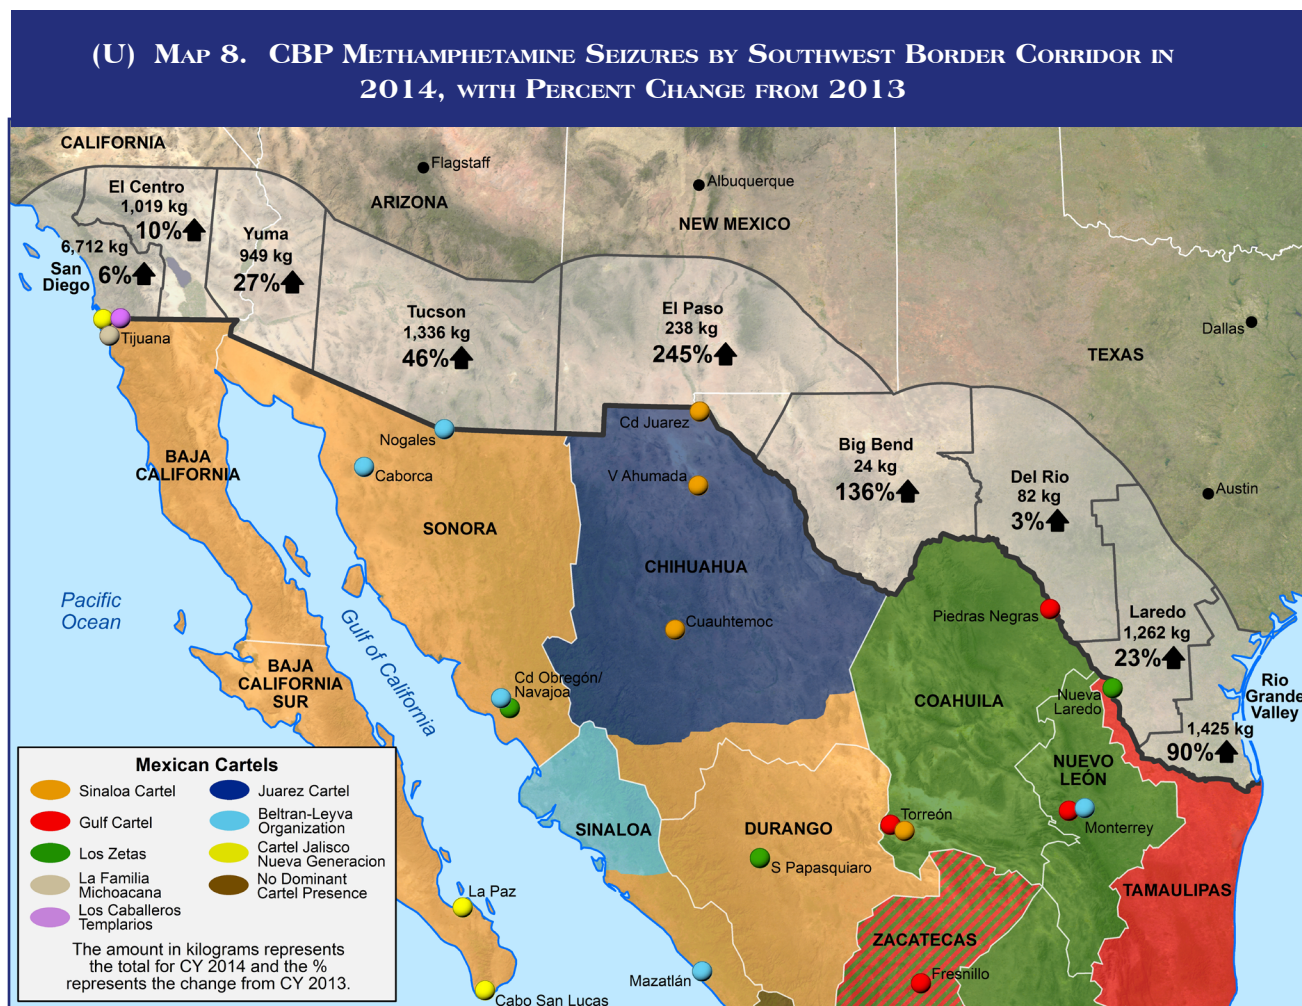 (U) Map 8. CBP Methamphetamine Seizures by Southwest Border Corridor in
2014, with Percent Change from 2013
CALIFORNIA
Flagstaff
ARIZONA
Albuquerque
NEW MEXICO
El Centro
1,019 kg
10%
6,712 kg
San
Diego
6%
Yuma
949 kg
27%
Tucson
1,336 kg
46%
El Paso
238 kg
245%
Dallas
TEXAS
Tijuana
Nogales
Caborca
Cd Juarez
V Ahumada
Big Bend
24 kg
136%
Del Rio
82 kg
3%
Austin
BAJA
CALIFORNIA
SONORA
CHIHUAHUA
Cuauhtemoc
Pacific
Ocean
Gulf of California
Piedras Negras
Laredo
1,262 kg
23%
BAJA
CALIFORNIA
SUR
Cd Obregón/
Navajoa
COAHUILA
Nueva
Laredo
Rio
Grande
Valley
1,425 kg
90%
NUEVO
LEÓN
Monterrey
SINALOA
DURANGO
Torreón
S Papasquiaro
TAMAULIPAS
ZACATECAS
Fresnillo
La Paz
Mazatlán
Cabo San Lucas
Mexican Cartels
Sinaloa Cartel
Gulf Cartel
Los Zetas
La Familia
Michoacana
Los Caballeros
Templarios
Juarez Cartel
Beltran-Leyva
Organization
Cartel Jalisco
Nueva Generacion
No Dominant
Cartel Presence
The amount in kilograms represents
the total for CY 2014 and the %
represents the change from CY 2013.